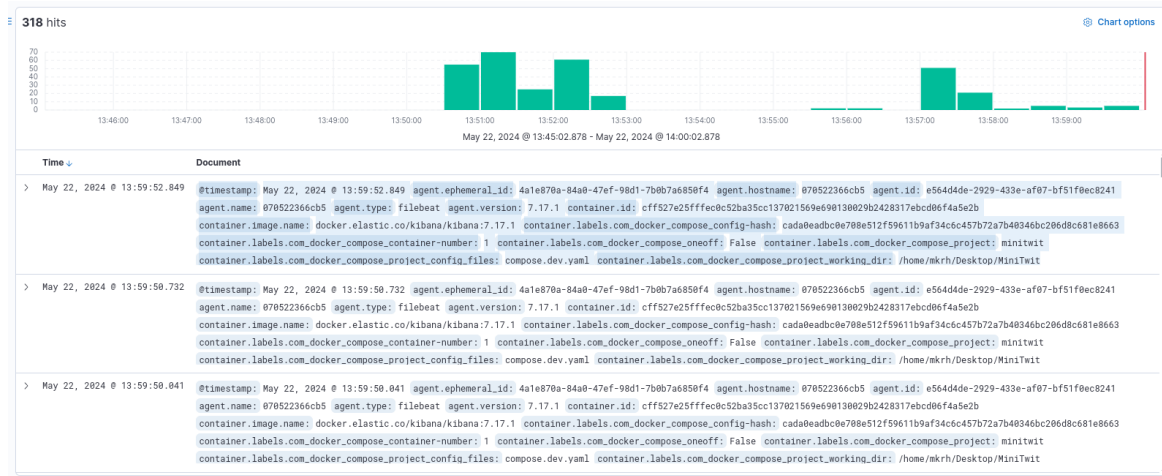 318 hits
Chart options
70
60
50
40
30
20
10
0
13:46:00 13:47:00 13:48:00 13:49:00 13:50:00 13:51:00 13:52:00 13:53:00 13:54:00 13:55:00 13:56:00 13:57:00 13:58:00 13:59:00
May 22, 2024 @ 13:45:02.878 - May 22, 2024 @ 14:00:02.878
Time Document
May 22, 2024 @ 13:59:52.849 @timestamp: May 22, 2024 @ 13:59:52.849 agent.ephemeral_id: 4a1e870a-84a0-47ef-98d1-7b0b7a6850f4 agent.hostname: 070522366cb5 agent.id: e564d4de-2929-433e-af07-bf51f0ec8241
agent.name: 070522366cb5 agent.type: filebeat agent.version: 7.17.1 container.id: cff527e25fffec0c52ba35cc137021569e690130029b2428317ebcd06f4a5e2b
container.image.name: docker.elastic.co/kibana/kibana:7.17.1 container.labels.com_docker_compose_config-hash: cada0eadbc0e708e512f59611b9af34c6c457b72a7b40346bc206d8c681e8663
container.labels.com_docker_compose_container-number: 1 container.labels.com_docker_compose_oneoff: False container.labels.com_docker_compose_project: minitwit
container.labels.com_docker_compose_project_config_files: compose.dev.yaml container.labels.com_docker_compose_project_working_dir: /home/mkrh/Desktop/MiniTwit
May 22, 2024 @ 13:59:50.732 @timestamp: May 22, 2024 @ 13:59:50.732 agent.ephemeral_id: 4a1e870a-84a0-47ef-98d1-7b0b7a6850f4 agent.hostname: 070522366cb5 agent.id: e564d4de-2929-433e-af07-bf51f0ec8241
agent.name: 070522366cb5 agent.type: filebeat agent.version: 7.17.1 container.id: cff527e25fffec0c52ba35cc137021569e690130029b2428317ebcd06f4a5e2b
container.image.name: docker.elastic.co/kibana/kibana:7.17.1 container.labels.com_docker_compose_config-hash: cada0eadbc0e708e512f59611b9af34c6c457b72a7b40346bc206d8c681e8663
container.labels.com_docker_compose_container-number: 1 container.labels.com_docker_compose_oneoff: False container.labels.com_docker_compose_project: minitwit
container.labels.com_docker_compose_project_config_files: compose.dev.yaml container.labels.com_docker_compose_project_working_dir: /home/mkrh/Desktop/MiniTwit
May 22, 2024 @ 13:59:50.041 @timestamp: May 22, 2024 @ 13:59:50.041 agent.ephemeral_id: 4a1e870a-84a0-47ef-98d1-7b0b7a6850f4 agent.hostname: 070522366cb5 agent.id: e564d4de-2929-433e-af07-bf51f0ec8241
agent.name: 070522366cb5 agent.type: filebeat agent.version: 7.17.1 container.id: cff527e25fffec0c52ba35cc137021569e690130029b2428317ebcd06f4a5e2b
container.image.name: docker.elastic.co/kibana/kibana:7.17.1 container.labels.com_docker_compose_config-hash: cada0eadbc0e708e512f59611b9af34c6c457b72a7b40346bc206d8c681e8663
container.labels.com_docker_compose_container-number: 1 container.labels.com_docker_compose_oneoff: False container.labels.com_docker_compose_project: minitwit
container.labels.com_docker_compose_project_config_files: compose.dev.yaml container.labels.com_docker_compose_project_working_dir: /home/mkrh/Desktop/MiniTwit